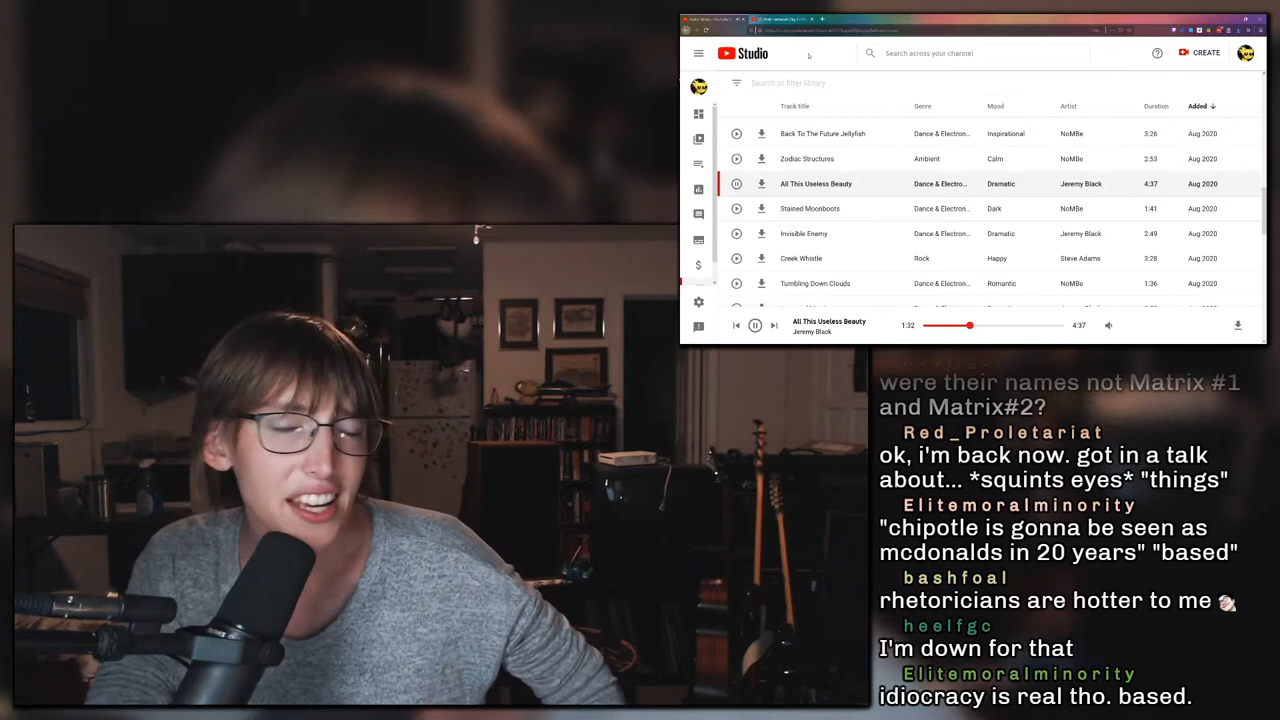 Studio
Search across your channel
CREATE
Search or filter library
Track title Genre Mood Artist Duration Added
Back To The Future Jellyfish Dance & Electron... Inspirational NoMBe 3:26 Aug 2020
Zodiac Structures Ambient Calm NoMBe 2:53 Aug 2020
All This Useless Beauty Dance & Electro... Dramatic Jeremy Black 4:37 Aug 2020
Stained Moonboots Dance & Electron... Dark NoMBe 1:41 Aug 2020
Invisible Enemy Dance & Electron... Dramatic Jeremy Black 2:49 Aug 2020
Creek Whistle Rock Happy Steve Adams 3:28 Aug 2020
Tumbling Down Clouds Dance & Electron... Romantic NoMBe 1:36 Aug 2020
All This Useless Beauty
Jeremy Black
1:32 4:37
were their names not Matrix #1
and Matrix#2?
Red_Proletariat
ok, i'm back now. got in a talk
about... *squints eyes* "things"
Elitemoralminority
"chipotle is gonna be seen as
mcdonalds in 20 years" "based"
bashfoal
rhetoricians are hotter to me
heelfgc
I'm down for that
Elitemoralminority
idiocracy is real tho. based.